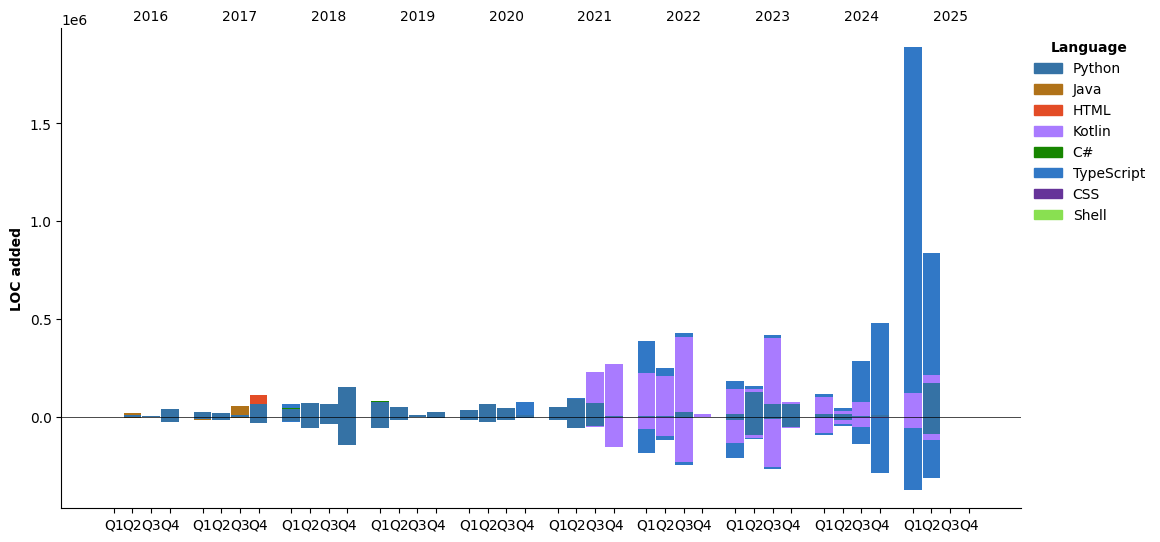 1e6
2016 2017 2018 2019 2020 2021 2022 2023 2024 2025
Language
Python
Java
HTML
Kotlin
C#
TypeScript
CSS
Shell
LOC added
1.5
1.0
0.5
0.0
Q1Q2Q3Q4 Q1Q2Q3Q4 Q1Q2Q3Q4 Q1Q2Q3Q4 Q1Q2Q3Q4 Q1Q2Q3Q4 Q1Q2Q3Q4 Q1Q2Q3Q4 Q1Q2Q3Q4 Q1Q2Q3Q4